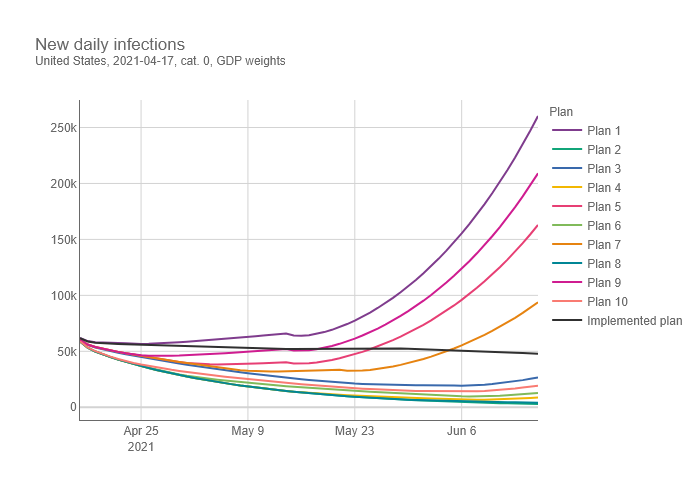 New daily infections
United States, 2021-04-17, cat. 0, GDP weights
250k
200k
150k
100k
50k
0
Apr 25
2021
May 9
May 23
Jun 6
Plan
Plan 1
Plan 2
Plan 3
Plan 4
Plan 5
Plan 6
Plan 7
Plan 8
Plan 9
Plan 10
Implemented plan